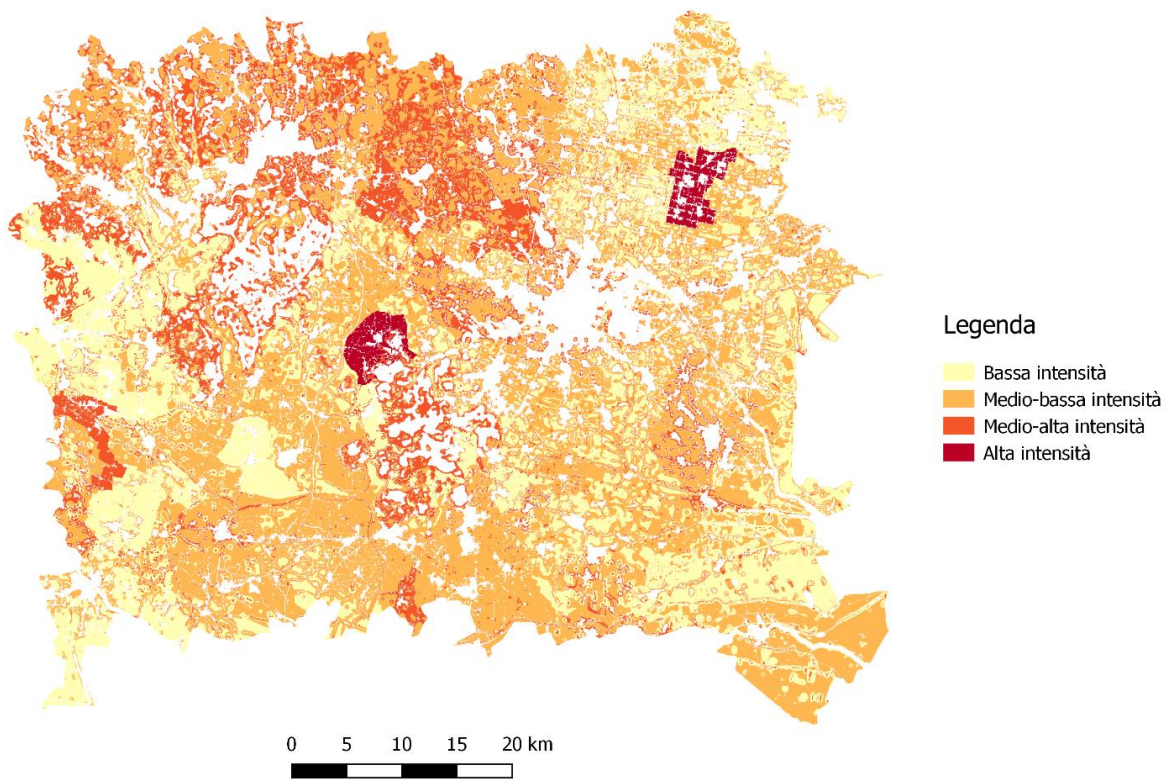 Legenda
Bassa intensità
Medio-bassa intensità
Medio-alta intensità
Alta intensità
0 5 10 15 20 km